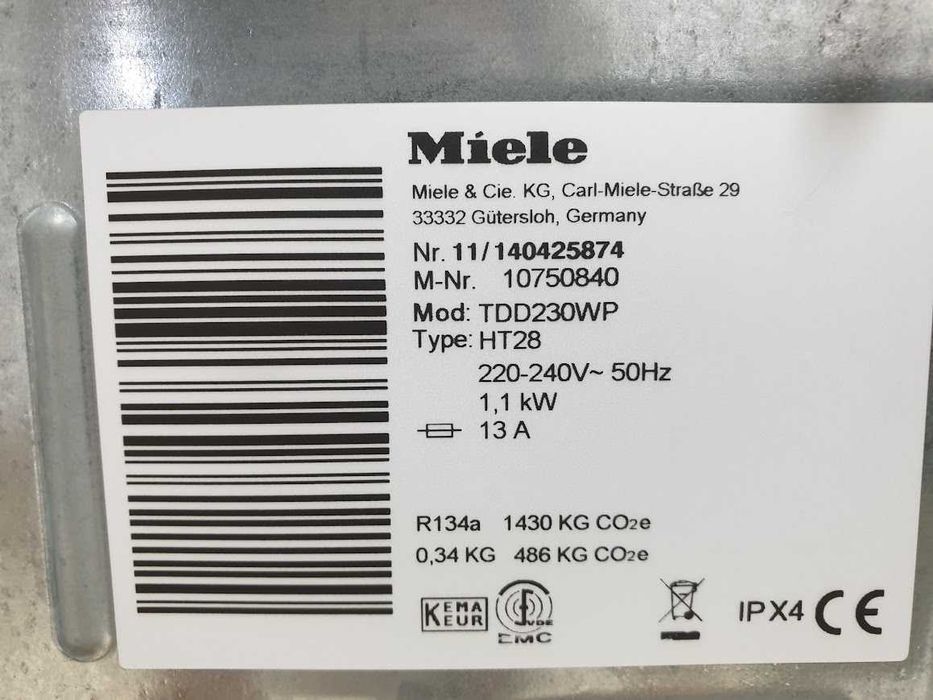 Miele
Miele & Cie. KG, Carl-Miele-Straße 29
33332 Gütersloh, Germany
Nr. 11/140425874
M-Nr. 10750840
Mod: TDD230WP
Type: HT28
220-240V~ 50Hz
1,1 kW
13 A
R134a 1430 KG CO₂e
0,34 KG 486 KG CO₂e
KEMA
KEUR
VDE
EMC
IPX4 CE